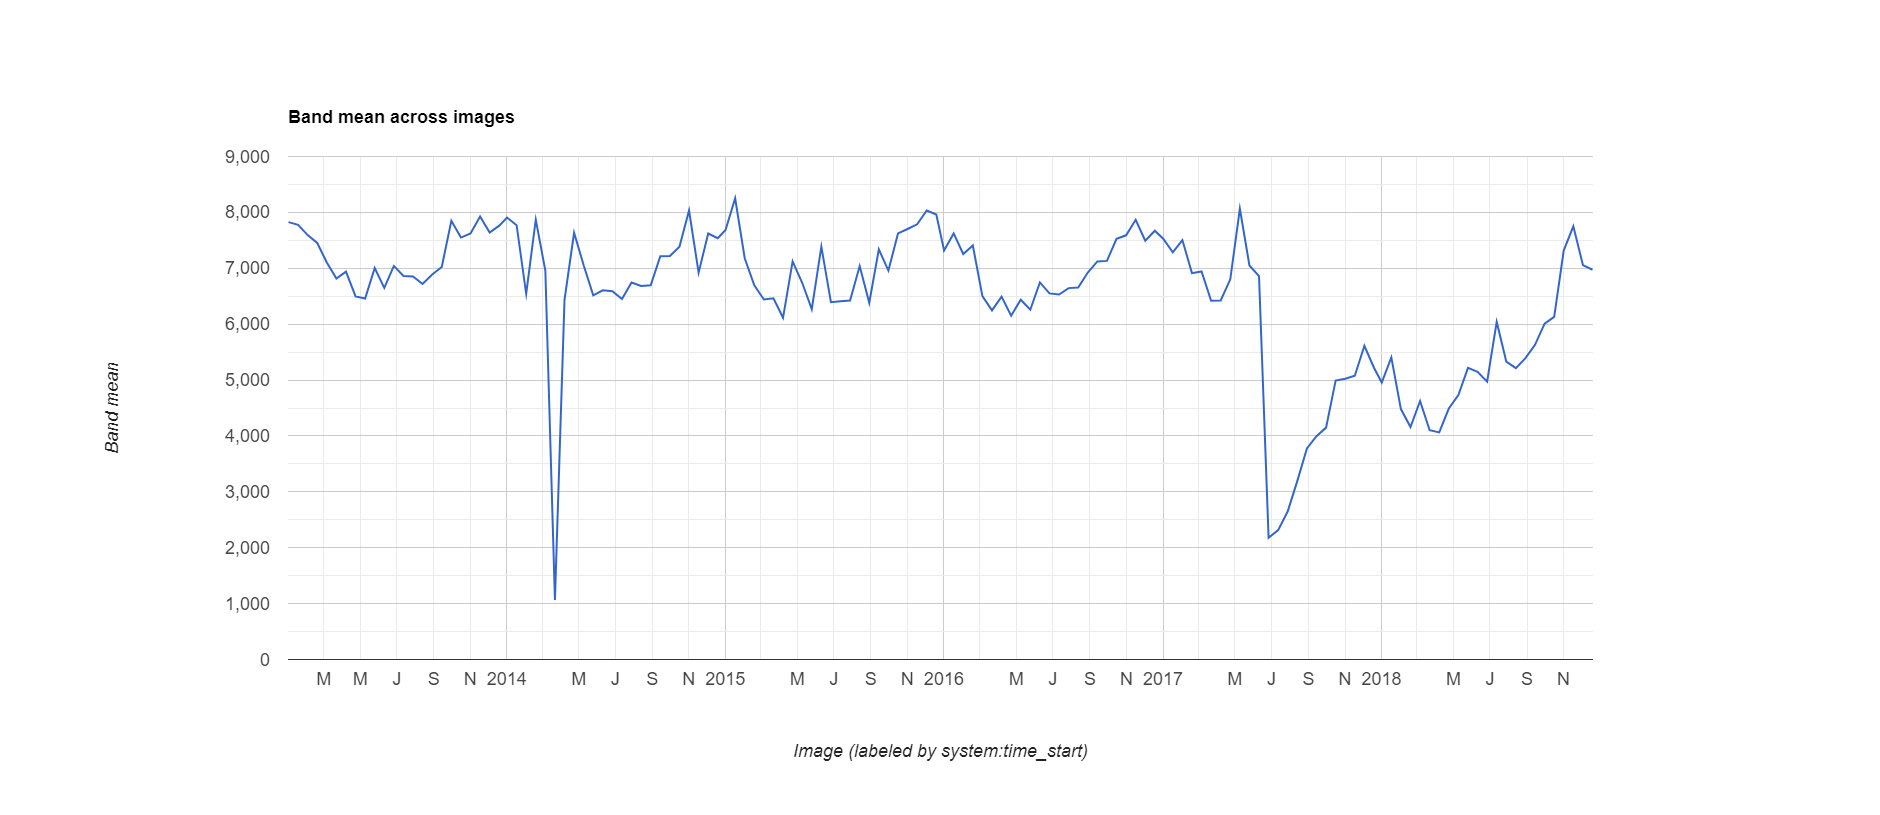 Band mean across images
9,000
8,000
7,000
6,000
5,000
4,000
3,000
2,000
1,000
0
Band mean
M M J S N 2014 M J S N 2015 M J S N 2016 M J S N 2017 M J S N 2018 M J S N
Image (labeled by system:time_start)